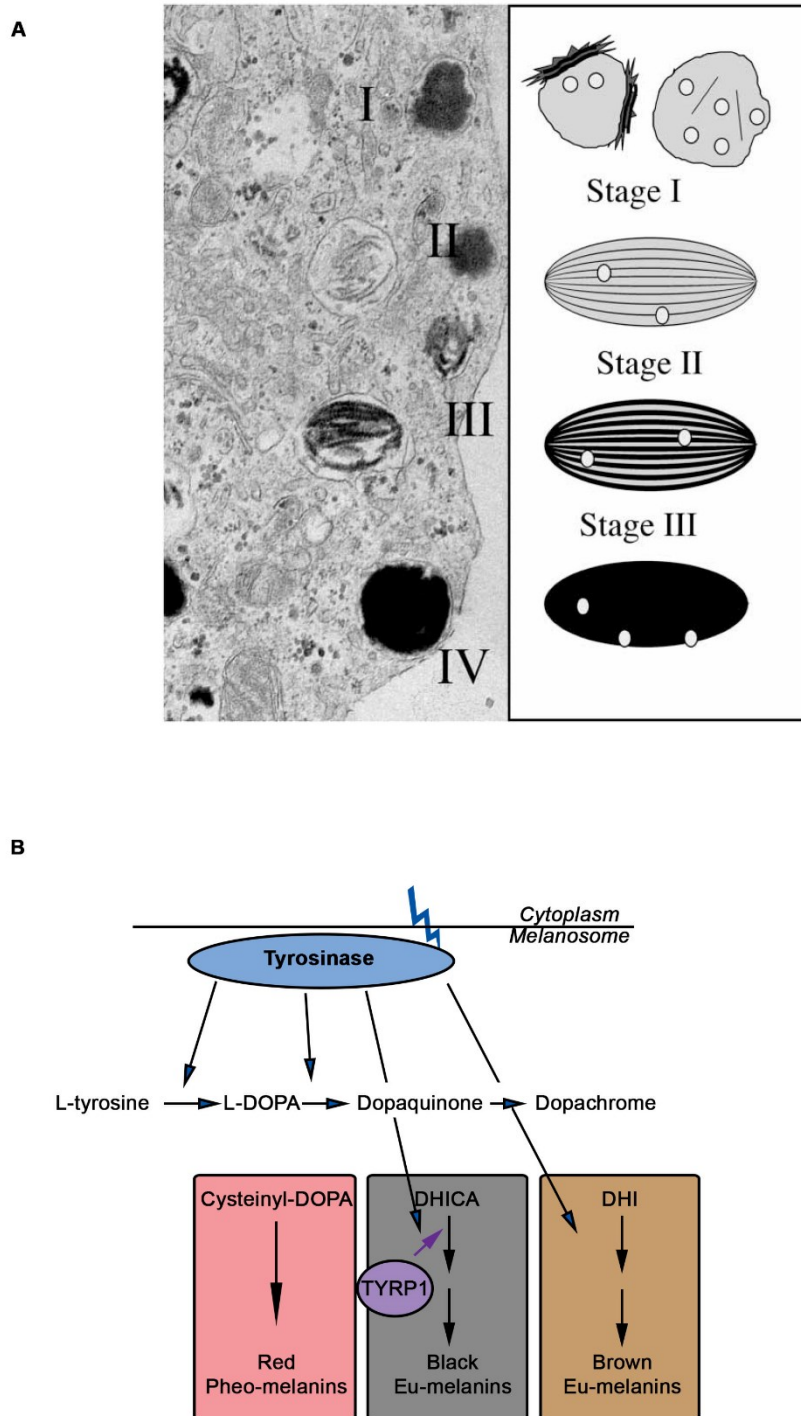 A
I
II
III
IV
Stage I
Stage II
Stage III
B
Cytoplasm
Melanosome
Tyrosinase
L-tyrosine
L-DOPA
Dopaquinone
Dopachrome
Cysteinyl-DOPA
DHICA
DHI
TYRP1
Red
Pheo-melanins
Black
Eu-melanins
Brown
Eu-melanins